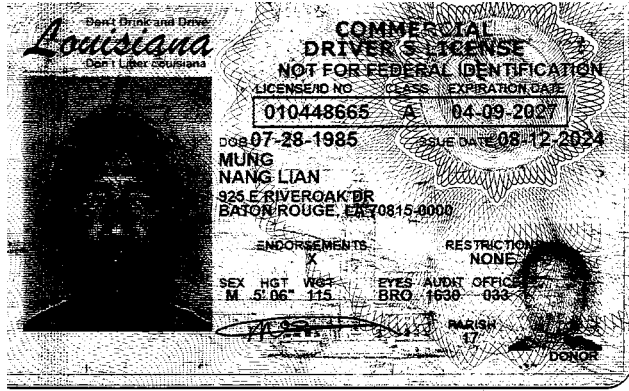 Don't Drink and Drive
Louisiana
Don't Litter Louisiana
COMMERCIAL
DRIVER'S LICENSE
NOT FOR FEDERAL IDENTIFICATION
LICENSE/ID NO CLASS EXPIRATION DATE
010448665 A 04-09-2027
DOB 07-28-1985 ISSUE DATE 08-12-2024
MUNG
NANG LIAN
925 E RIVEROAK DR
BATON ROUGE, LA 70815-0000
ENDORSEMENTS RESTRICTIONS
X NONE
SEX HGT WGT EYES AUDIT OFFICE
M 5'06" 115 BRO 1630 033
PARISH
17
DONOR